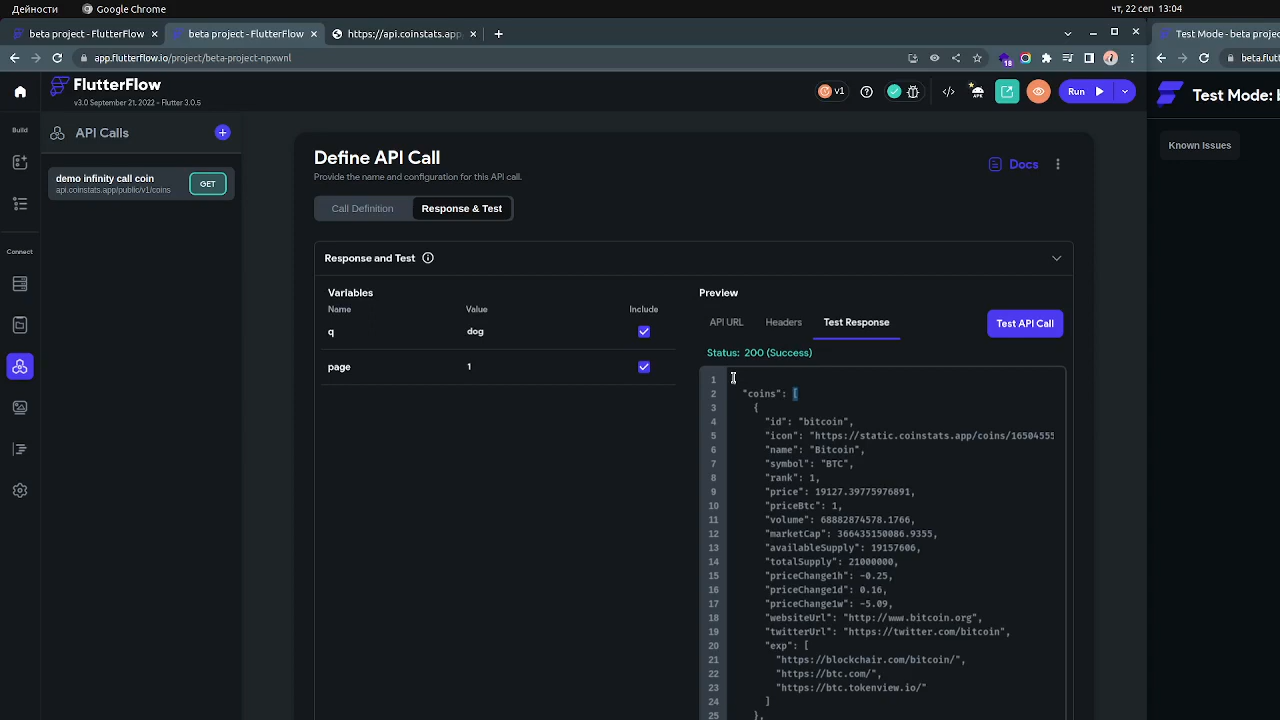 Дейности
Google Chrome
чт, 22 сеп 13:04
beta project - FlutterFlow
beta project - FlutterFlow
https://api.coinstats.app,
Test Mode- beta projec
app.flutterflow.io/project/beta-project-npxwnl
18
beta.flutt
FlutterFlow
v3.0 September 21, 2022 - Flutter 3.0.5
v1
APK
Run
Test Mode: b
Build
API Calls
Known Issues
demo infinity call coin
api.coinstats.app/public/v1/coins
GET
Connect
Define API Call
Provide the name and configuration for this API call.
Docs
Call Definition
Response & Test
Response and Test
Variables
Name
Value
Include
q
dog
page
1
Preview
API URL
Headers
Test Response
Test API Call
Status: 200 (Success)
1
2 "coins": [
3 {
4 "id": "bitcoin",
5 "icon": "https://static.coinstats.app/coins/16504555
6 "name": "Bitcoin",
7 "symbol": "BTC",
8 "rank": 1,
9 "price": 19127.39775976891,
10 "priceBtc": 1,
11 "volume": 68882874578.1766,
12 "marketCap": 366435150086.9355,
13 "availableSupply": 19157606,
14 "totalSupply": 21000000,
15 "priceChange1h": -0.25,
16 "priceChange1d": 0.16,
17 "priceChange1w": -5.09,
18 "websiteUrl": "http://www.bitcoin.org",
19 "twitterUrl": "https://twitter.com/bitcoin",
20 "exp": [
21 "https://blockchair.com/bitcoin/",
22 "https://btc.com/",
23 "https://btc.tokenview.io/"
24 ]
25 },